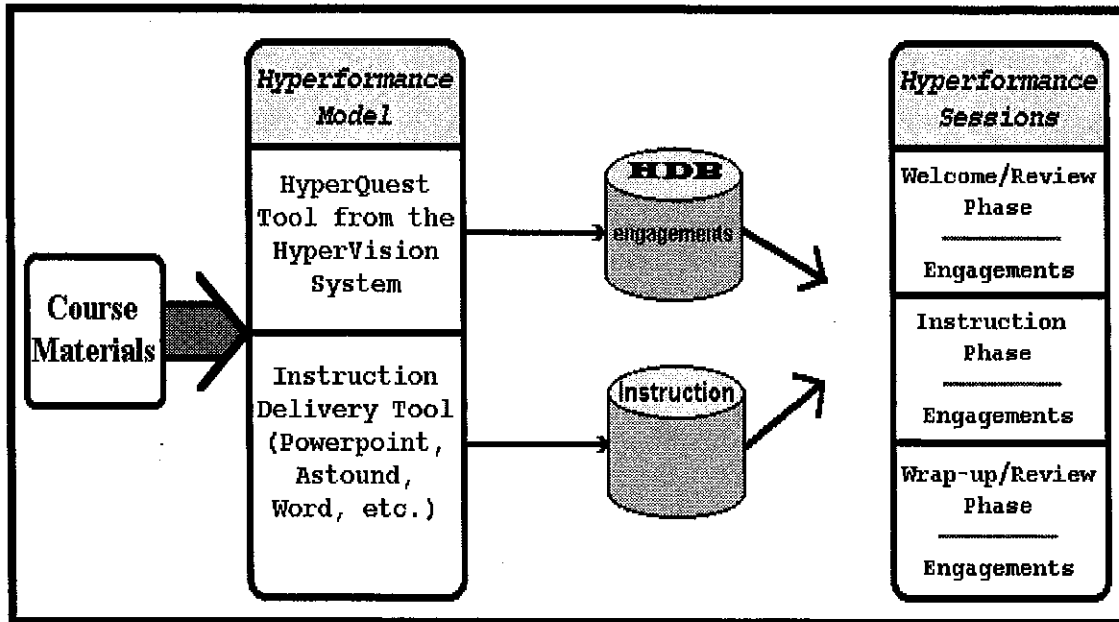 Course
Materials
Hyperformance
Model
HyperQuest
Tool from the
HyperVision
System
Instruction
Delivery Tool
(Powerpoint,
Astound,
Word, etc.)
HDB
engagements
Instruction
Hyperformance
Sessions
Welcome/Review
Phase
Engagements
Instruction
Phase
Engagements
Wrap-up/Review
Phase
Engagements